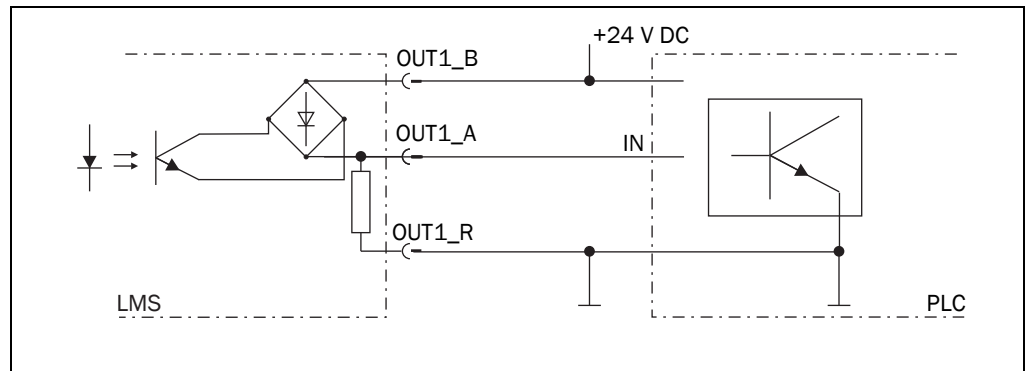 +24 V DC
OUT1_B
OUT1_A
IN
OUT1_R
LMS
PLC